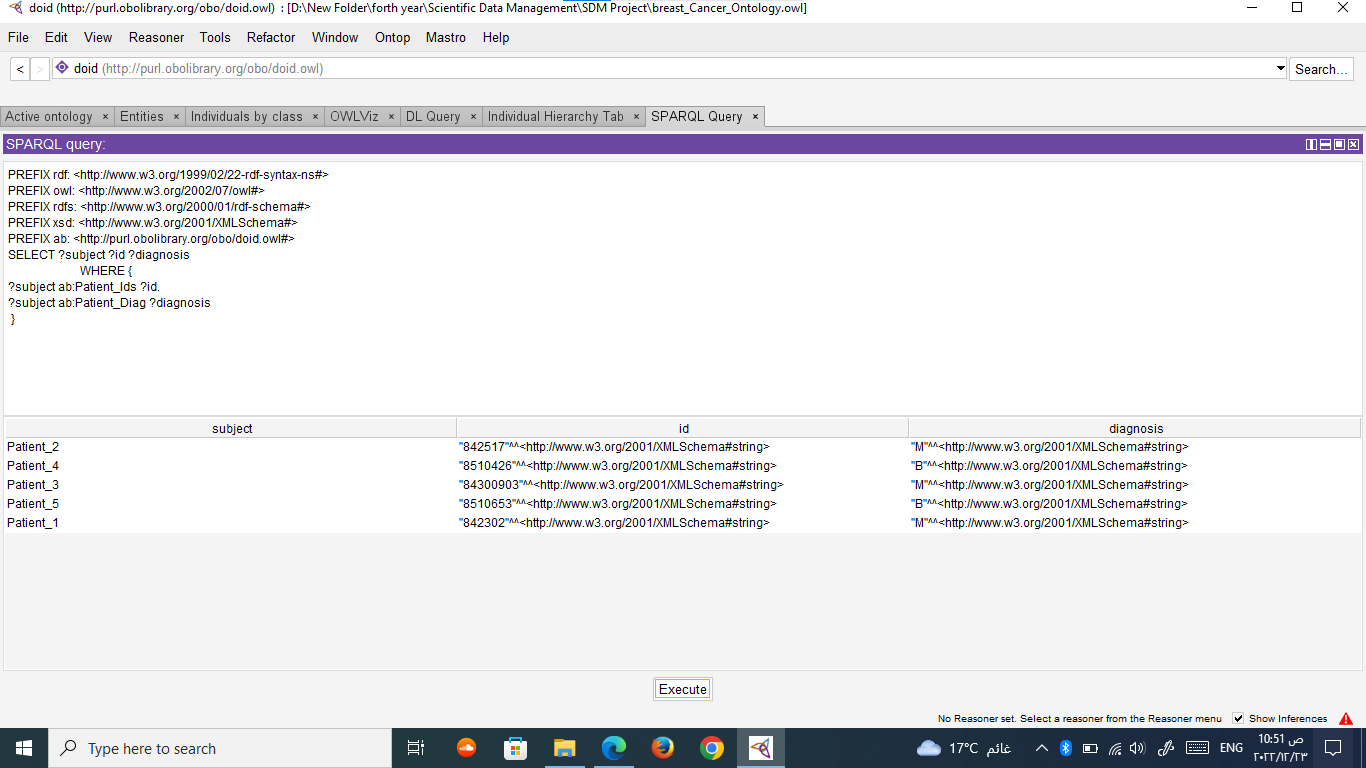 doid (http://purl.obolibrary.org/obo/doid.owl)  : [D:\New Folder\forth year\Scientific Data Management\SDM Project\breast_Cancer_Ontology.owl]
File Edit View Reasoner Tools Refactor Window Ontop Mastro Help
< > doid (http://purl.obolibrary.org/obo/doid.owl) Search...
Active ontology × Entities × Individuals by class × OWLViz × DL Query × Individual Hierarchy Tab × SPARQL Query ×
SPARQL query:
PREFIX rdf: <http://www.w3.org/1999/02/22-rdf-syntax-ns#>
PREFIX owl: <http://www.w3.org/2002/07/owl#>
PREFIX rdfs: <http://www.w3.org/2000/01/rdf-schema#>
PREFIX xsd: <http://www.w3.org/2001/XMLSchema#>
PREFIX ab: <http://purl.obolibrary.org/obo/doid.owl#>
SELECT ?subject ?id ?diagnosis
WHERE {
?subject ab:Patient_Ids ?id.
?subject ab:Patient_Diag ?diagnosis
}
subject id diagnosis
Patient_2 "842517"^^<http://www.w3.org/2001/XMLSchema#string> "M"^^<http://www.w3.org/2001/XMLSchema#string>
Patient_4 "8510426"^^<http://www.w3.org/2001/XMLSchema#string> "B"^^<http://www.w3.org/2001/XMLSchema#string>
Patient_3 "84300903"^^<http://www.w3.org/2001/XMLSchema#string> "M"^^<http://www.w3.org/2001/XMLSchema#string>
Patient_5 "8510653"^^<http://www.w3.org/2001/XMLSchema#string> "B"^^<http://www.w3.org/2001/XMLSchema#string>
Patient_1 "842302"^^<http://www.w3.org/2001/XMLSchema#string> "M"^^<http://www.w3.org/2001/XMLSchema#string>
Execute
No Reasoner set. Select a reasoner from the Reasoner menu Show Inferences
Type here to search 17°C غائم ENG 10:51 ص
٢٠٢٢/١٢/٢٣